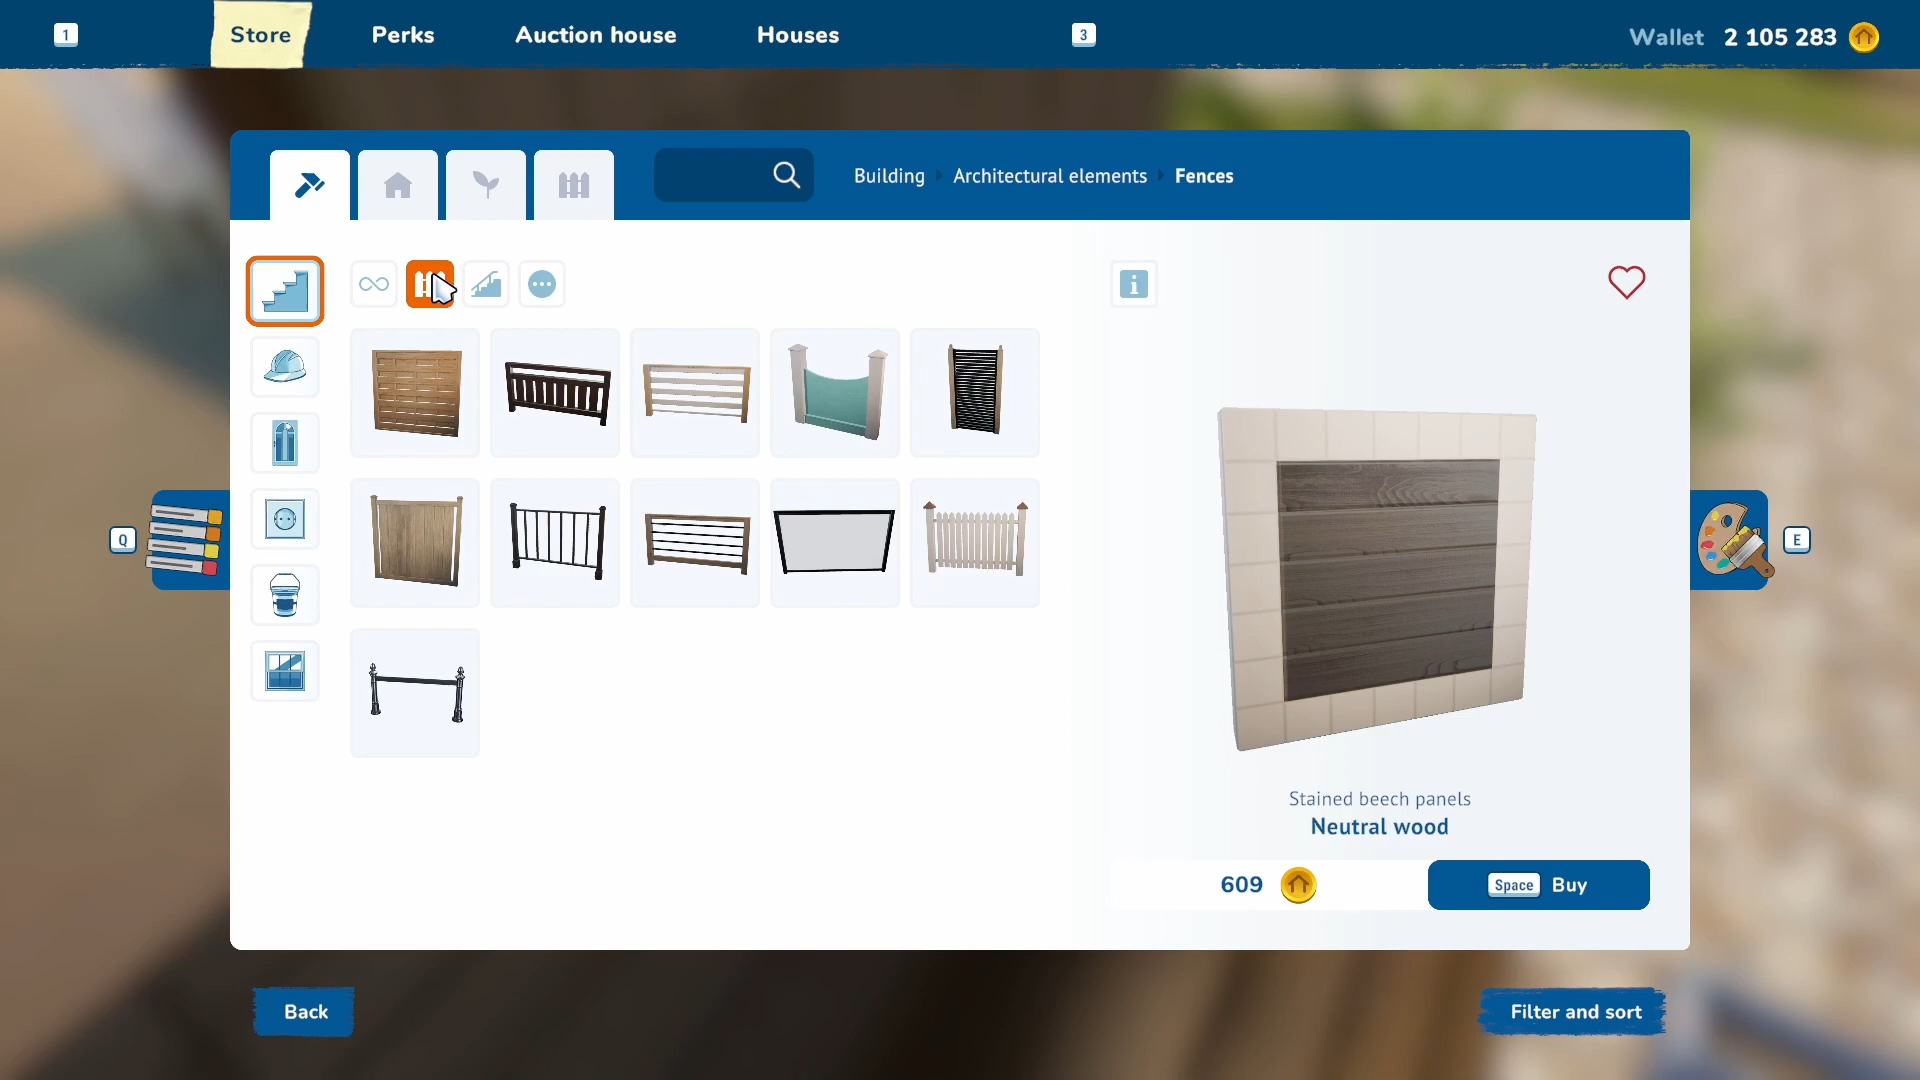 1
Store
Perks
Auction house
Houses
3
Wallet 2 105 283
Building Architectural elements Fences
Q
E
Stained beech panels
Neutral wood
609
Space Buy
Back
Filter and sort